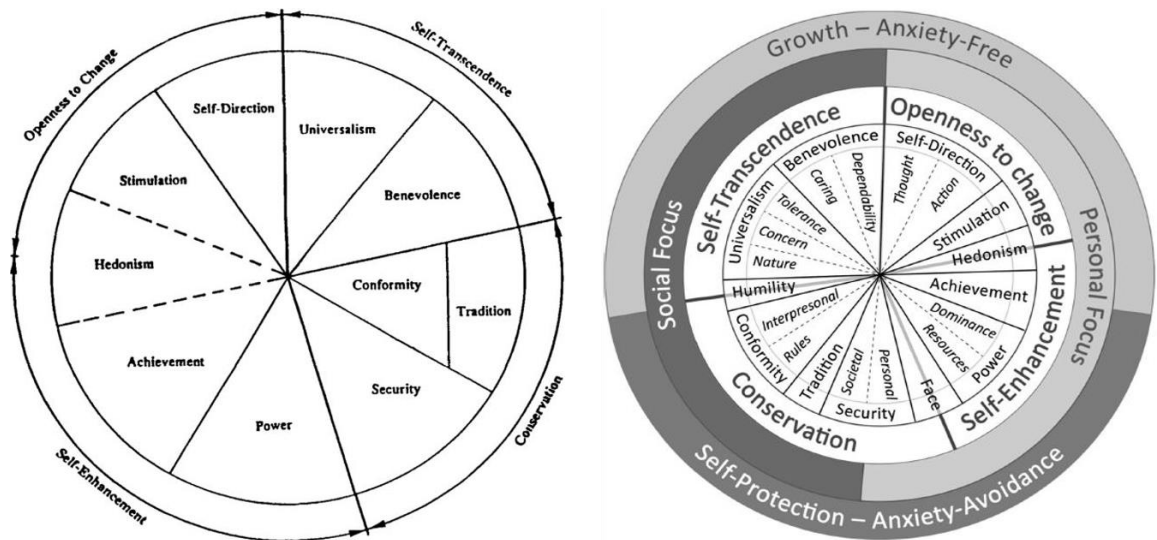 Openness to Change
Self-Transcendence
Self-Direction
Universalism
Stimulation
Benevolence
Hedonism
Conformity
Tradition
Achievement
Security
Power
Self-Enhancement
Conservation
Growth – Anxiety-Free
Social Focus
Personal Focus
Self-Protection – Anxiety-Avoidance
Self-Transcendence
Openness to change
Conservation
Self-Enhancement
Benevolence
Self-Direction
Universalism
Stimulation
Hedonism
Humility
Achievement
Conformity
Tradition
Security
Face
Power
Caring
Dependability
Thought
Action
Tolerance
Concern
Nature
Interpresonal
Rules
Societal
Personal
Dominance
Resources